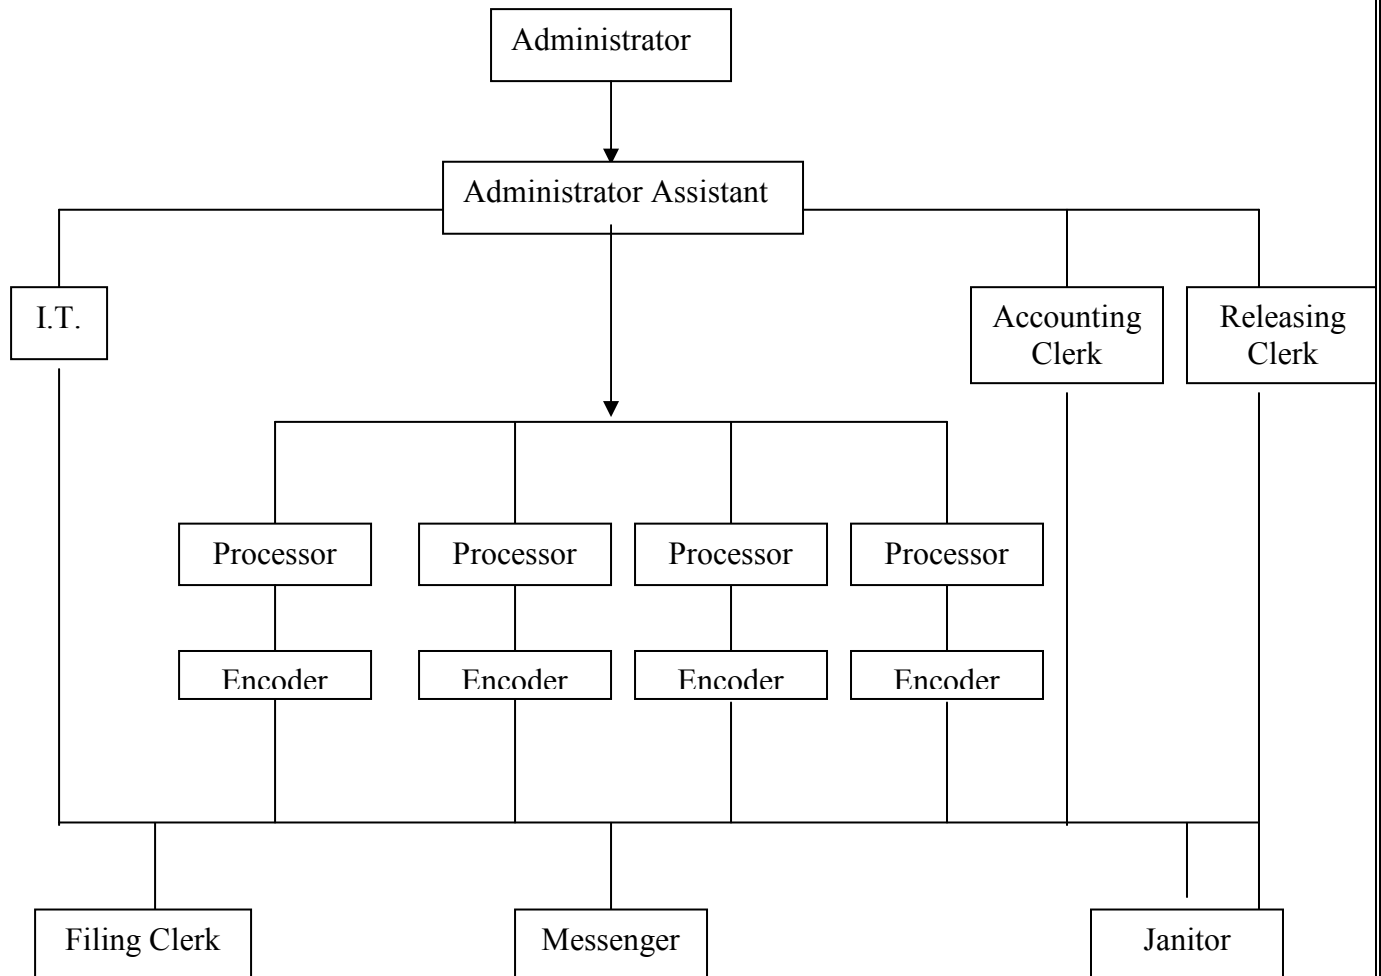 Administrator
Administrator Assistant
I.T.
Accounting
Clerk
Releasing
Clerk
Processor
Processor
Processor
Processor
Encoder
Encoder
Encoder
Encoder
Filing Clerk
Messenger
Janitor